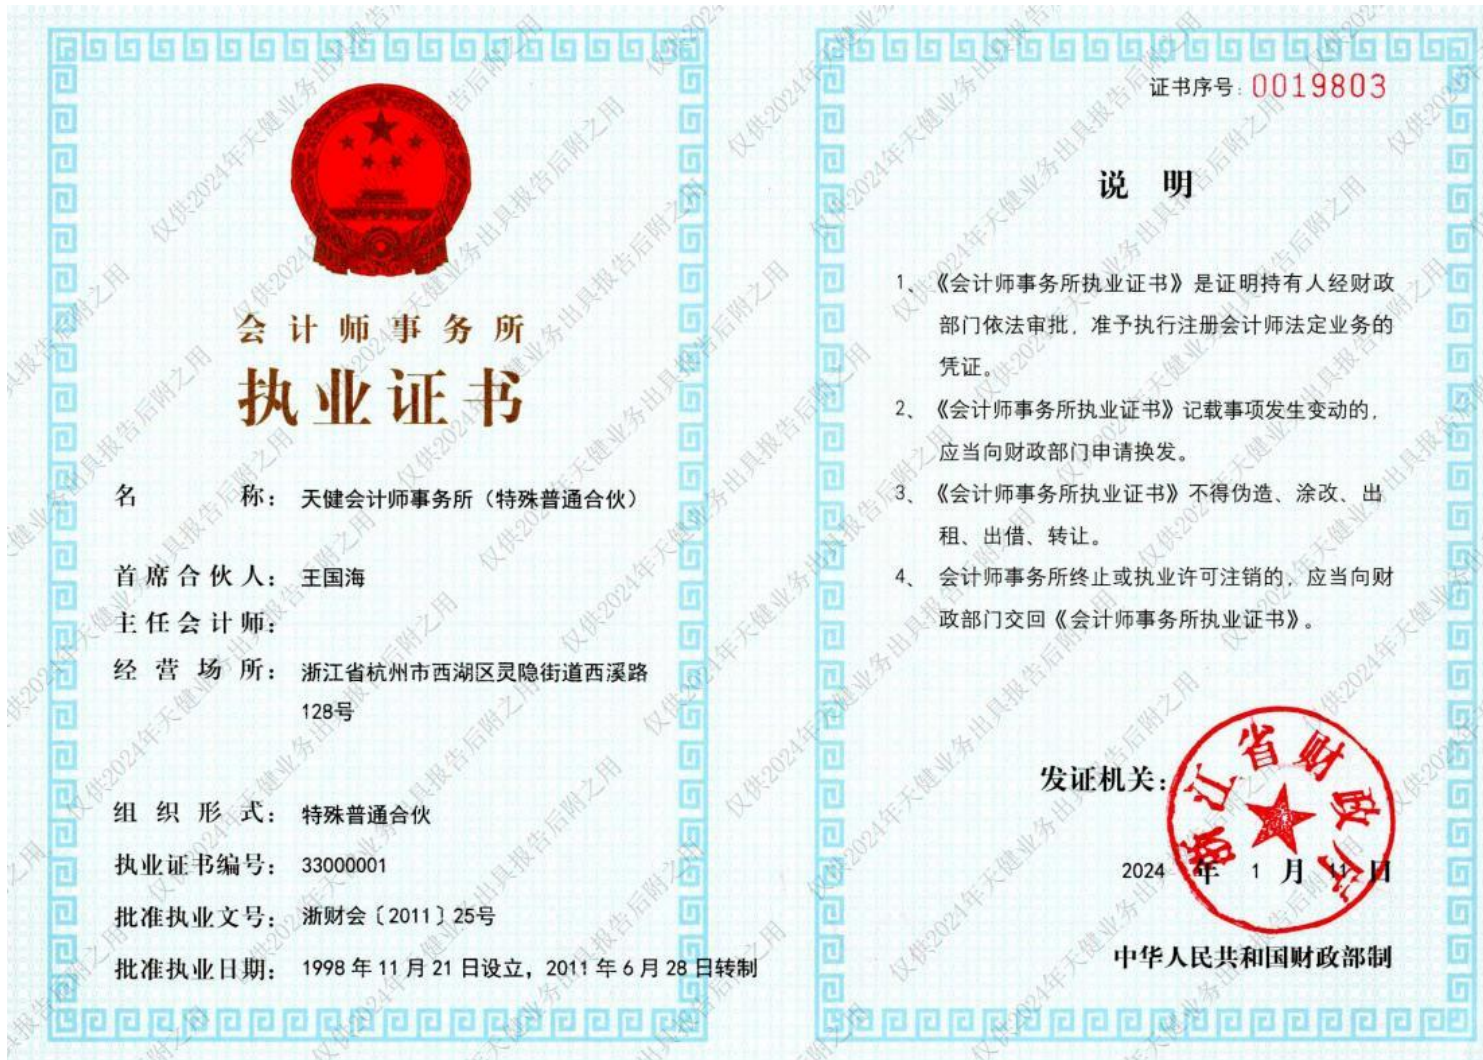 会计师事务所
执业证书
名称：天健会计师事务所（特殊普通合伙）
首席合伙人：王国海
主任会计师：
经营场所：浙江省杭州市西湖区灵隐街道西溪路
128号
组织形式：特殊普通合伙
执业证书编号：33000001
批准执业文号：浙财会〔2011〕25号
批准执业日期：1998年11月21日设立，2011年6月28日转制
证书序号：0019803
说明
1、《会计师事务所执业证书》是证明持有人经财政
部门依法审批，准予执行注册会计师法定业务的
凭证。
2、《会计师事务所执业证书》记载事项发生变动的，
应当向财政部门申请换发。
3、《会计师事务所执业证书》不得伪造、涂改、出
租、出借、转让。
4、会计师事务所终止或执业许可注销的，应当向财
政部门交回《会计师事务所执业证书》。
发证机关：
浙江省财政厅
2024年1月11日
中华人民共和国财政部制
仅供2024年天健业务出具报告后附之用